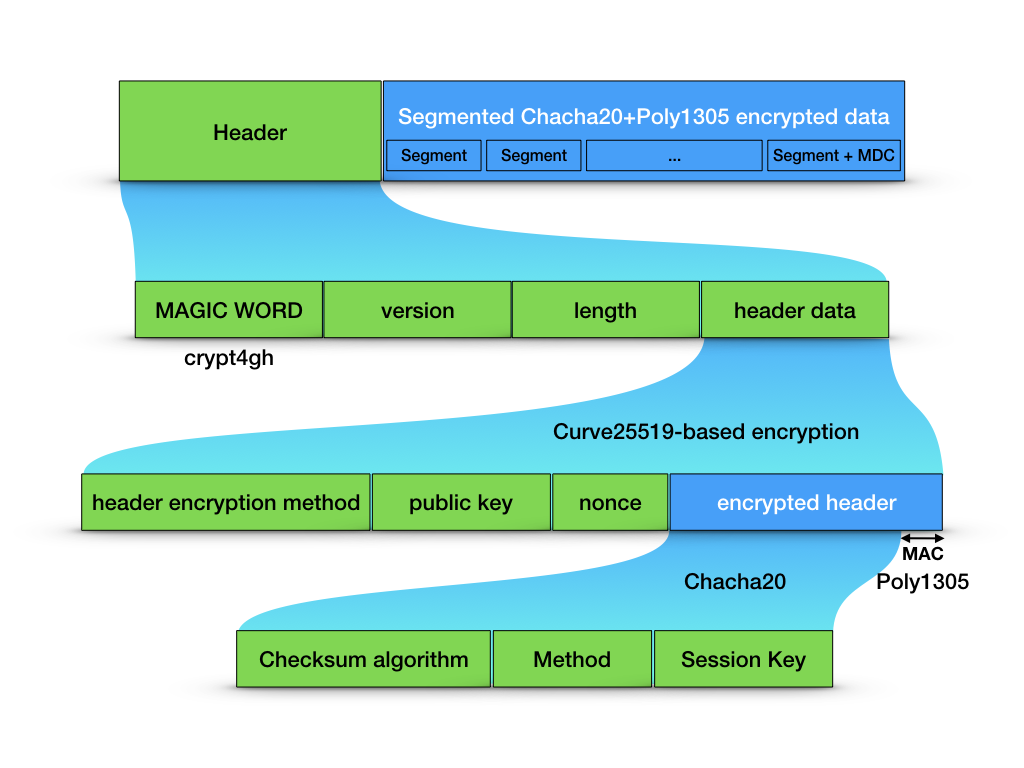 Header
Segmented Chacha20+Poly1305 encrypted data
Segment
Segment
...
Segment + MDC
MAGIC WORD
version
length
header data
crypt4gh
Curve25519-based encryption
header encryption method
public key
nonce
encrypted header
MAC
Chacha20
Poly1305
Checksum algorithm
Method
Session Key